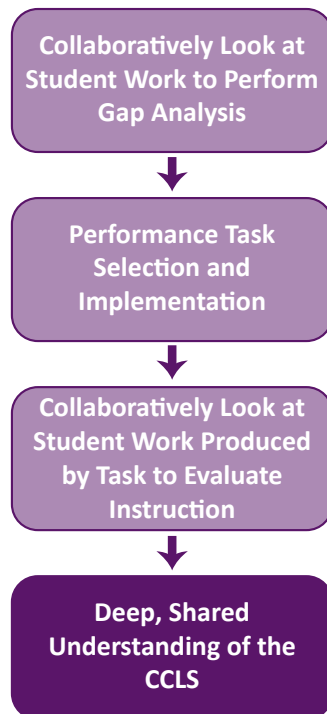 Collaboratively Look at
Student Work to Perform
Gap Analysis
Performance Task
Selection and
Implementation
Collaboratively Look at
Student Work Produced
by Task to Evaluate
Instruction
Deep, Shared
Understanding of the
CCLS